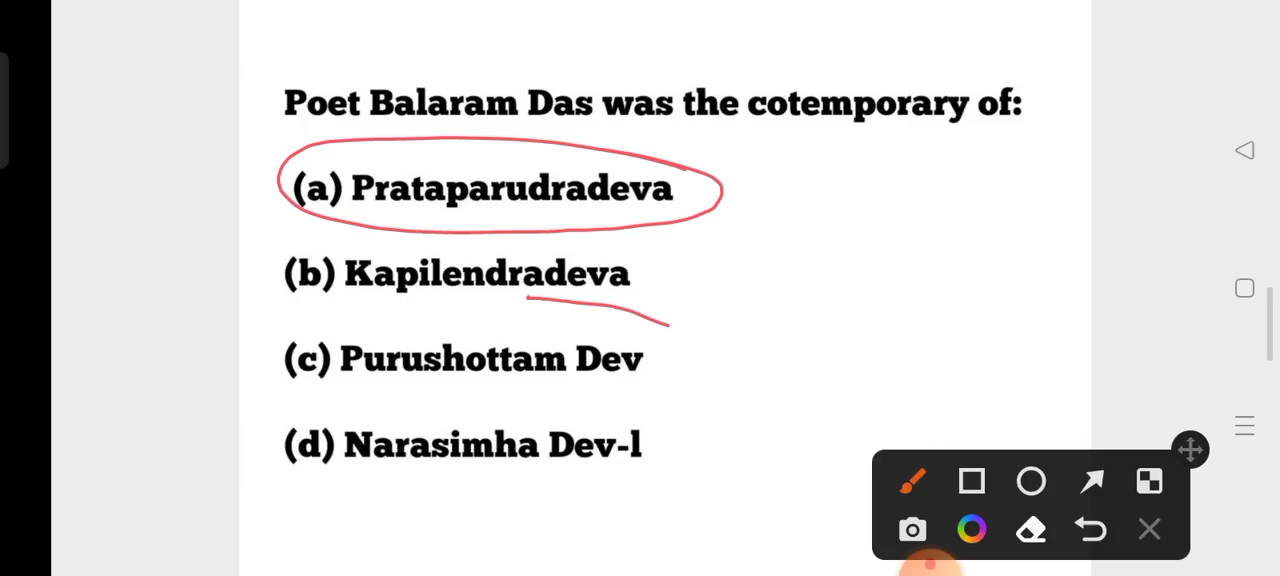 Poet Balaram Das was the cotemporary of:
(a) Prataparudradeva
(b) Kapilendradeva
(c) Purushottam Dev
(d) Narasimha Dev-l